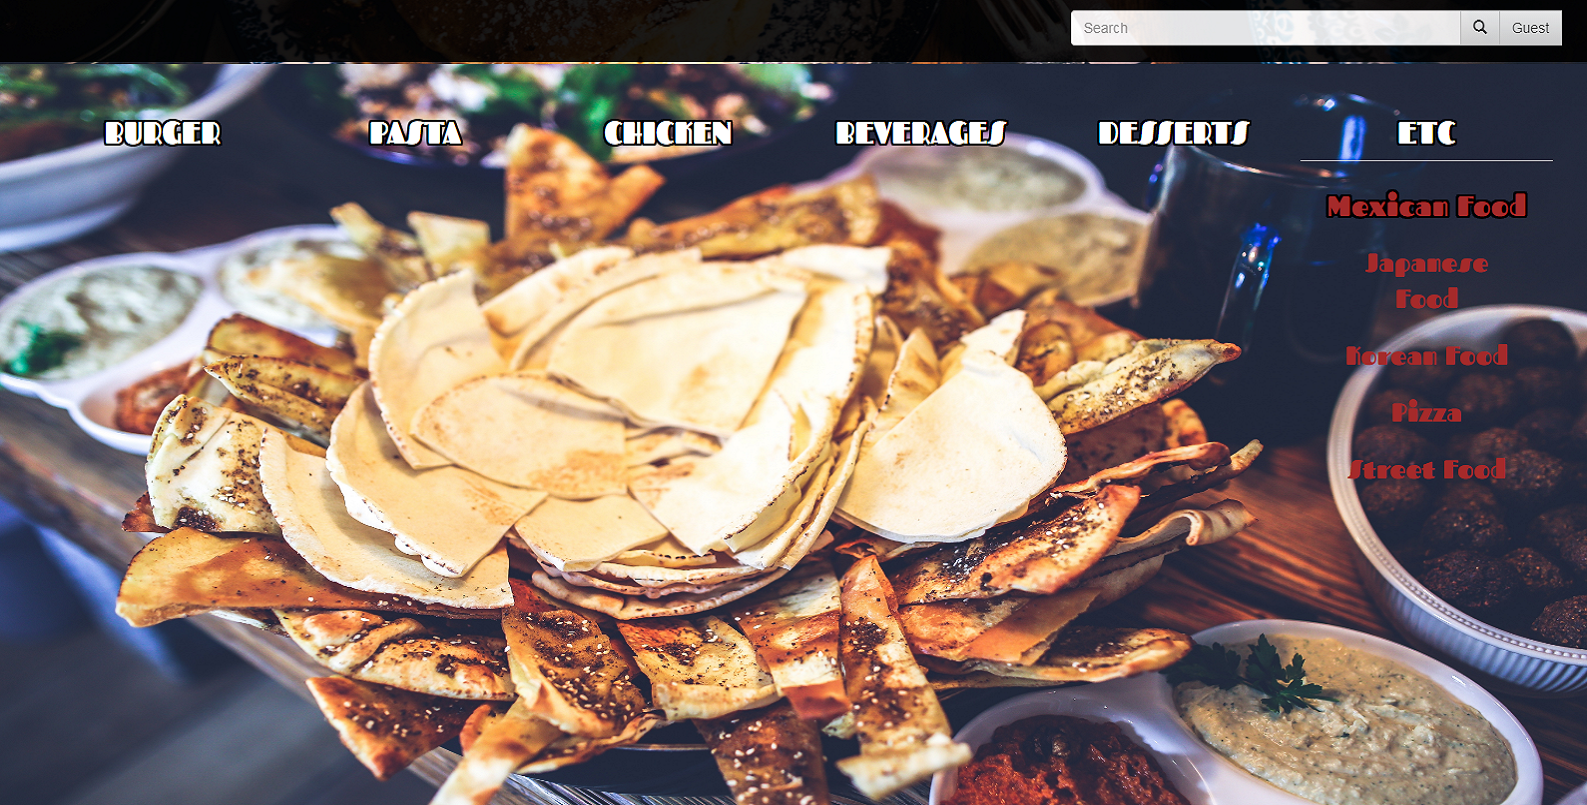 Search
Guest
BURGER
PASTA
CHICKEN
BEVERAGES
DESSERTS
ETC
Mexican Food
Japanese
Food
Korean Food
Pizza
Street Food